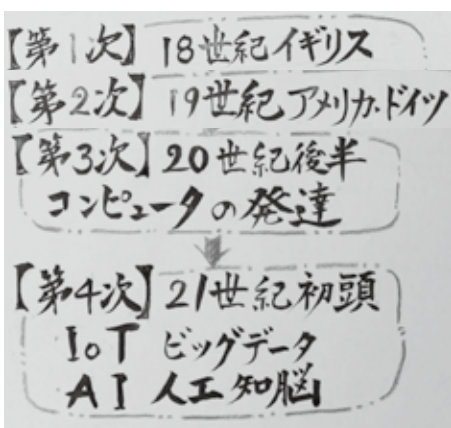 【第1次】18世紀イギリス
【第2次】19世紀アメリカ・ドイツ
【第3次】20世紀後半
コンピュータの発達
【第4次】21世紀初頭
IoT ビッグデータ
AI 人工知脳